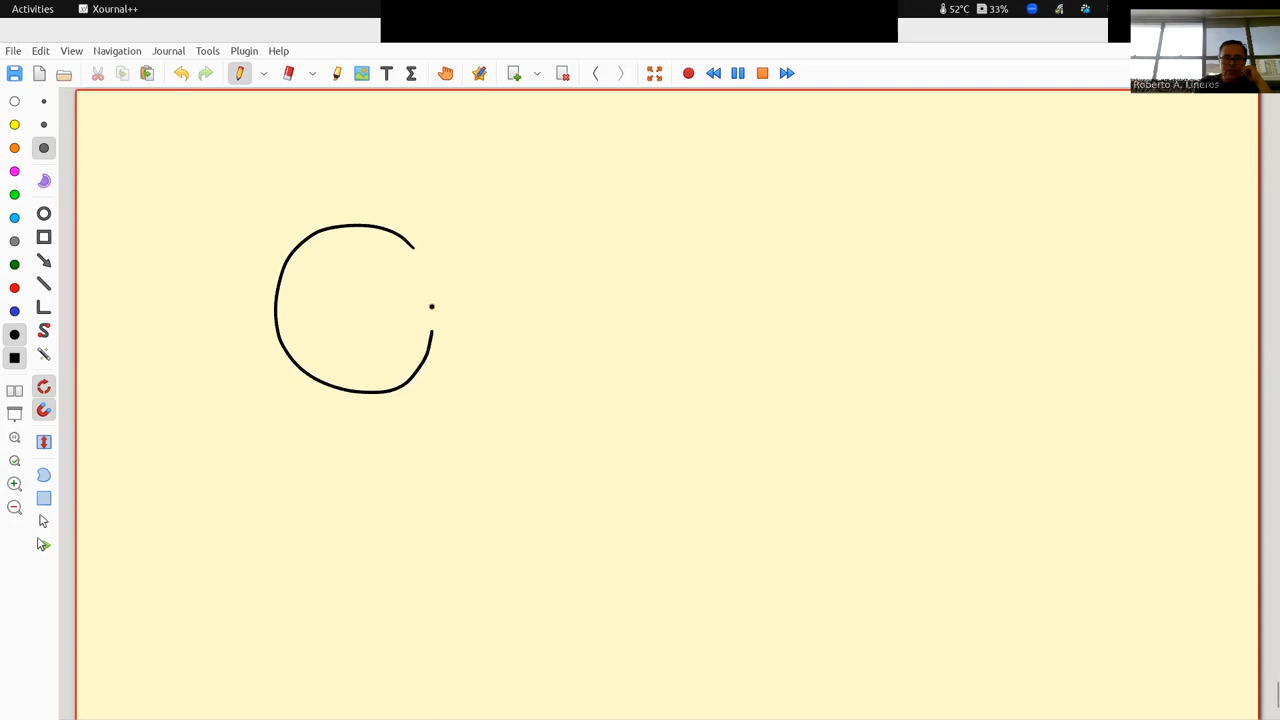 Activities Xournal++ 52°C 33%
File Edit View Navigation Journal Tools Plugin Help
Roberto A. Lineros